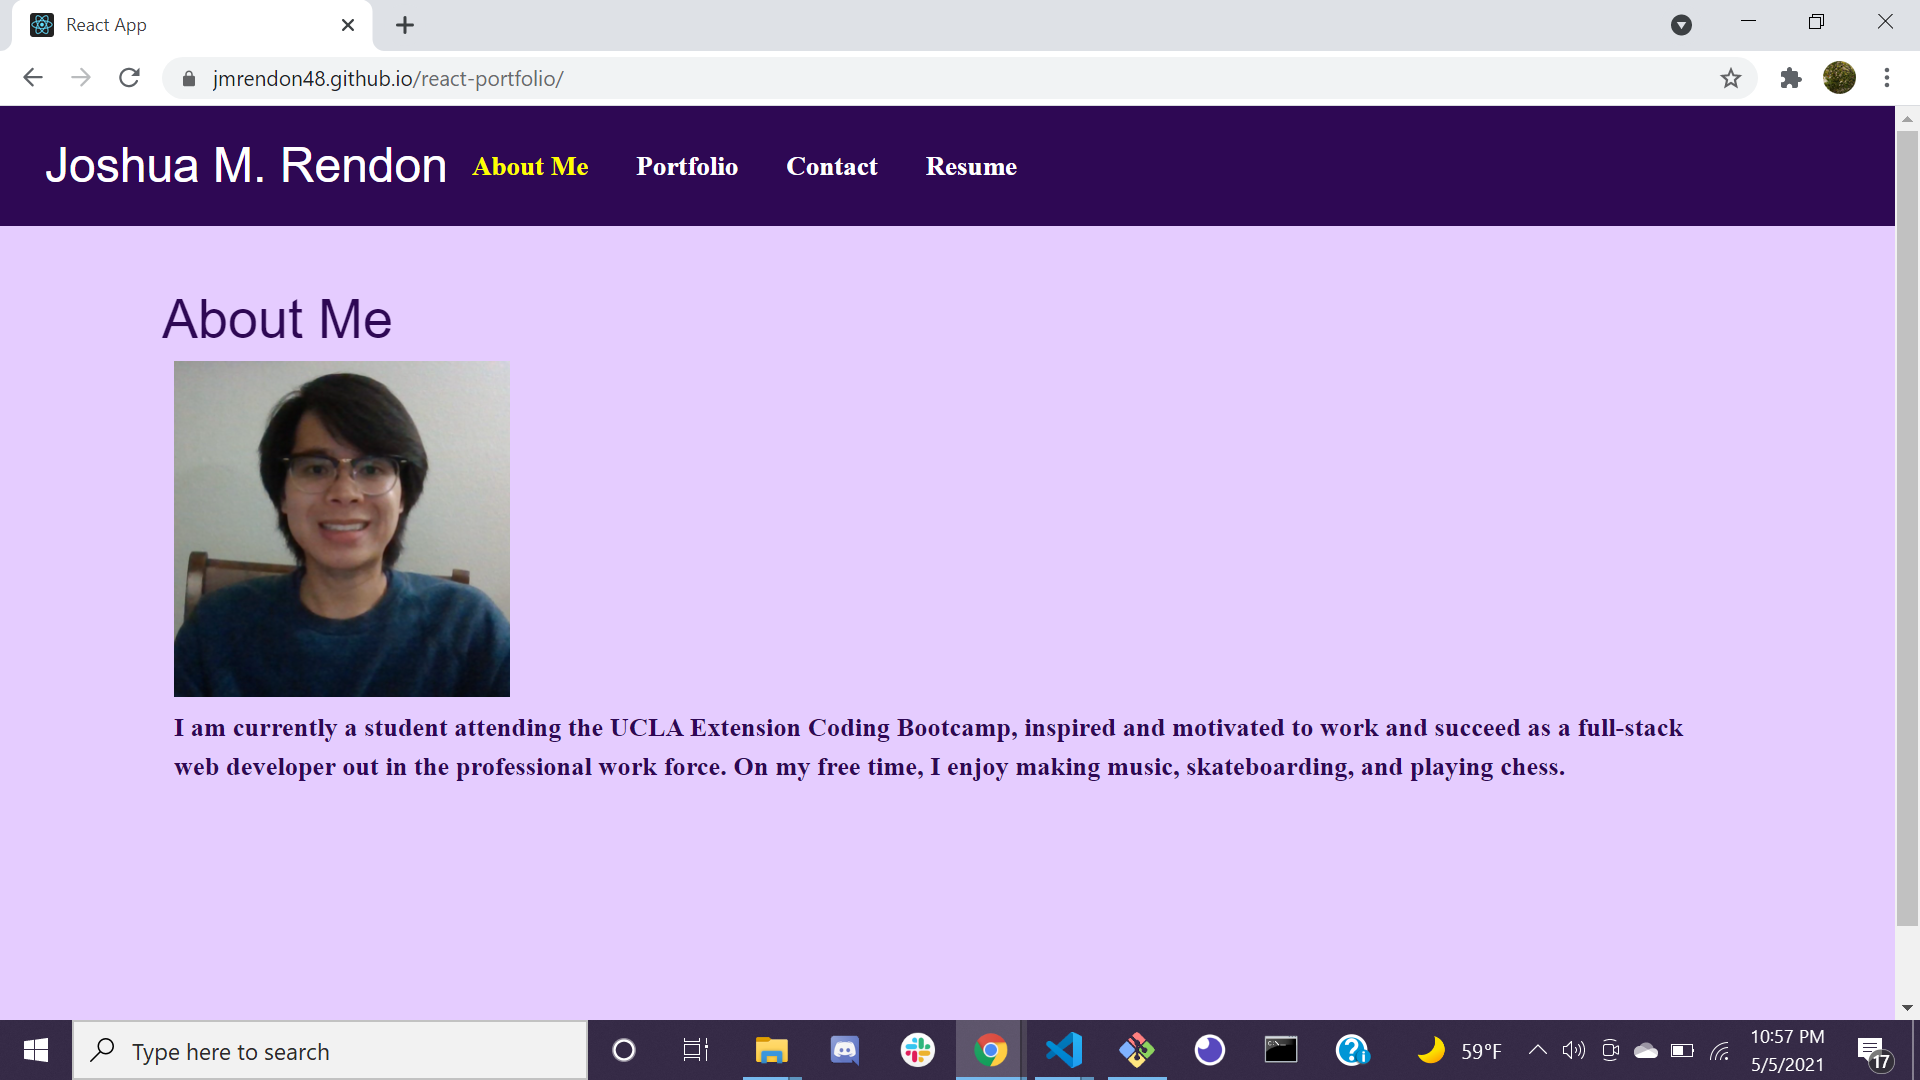 React App
jmrendon48.github.io/react-portfolio/
Joshua M. Rendon About Me Portfolio Contact Resume
About Me
I am currently a student attending the UCLA Extension Coding Bootcamp, inspired and motivated to work and succeed as a full-stack
web developer out in the professional work force. On my free time, I enjoy making music, skateboarding, and playing chess.
Type here to search
59°F
10:57 PM
5/5/2021
17